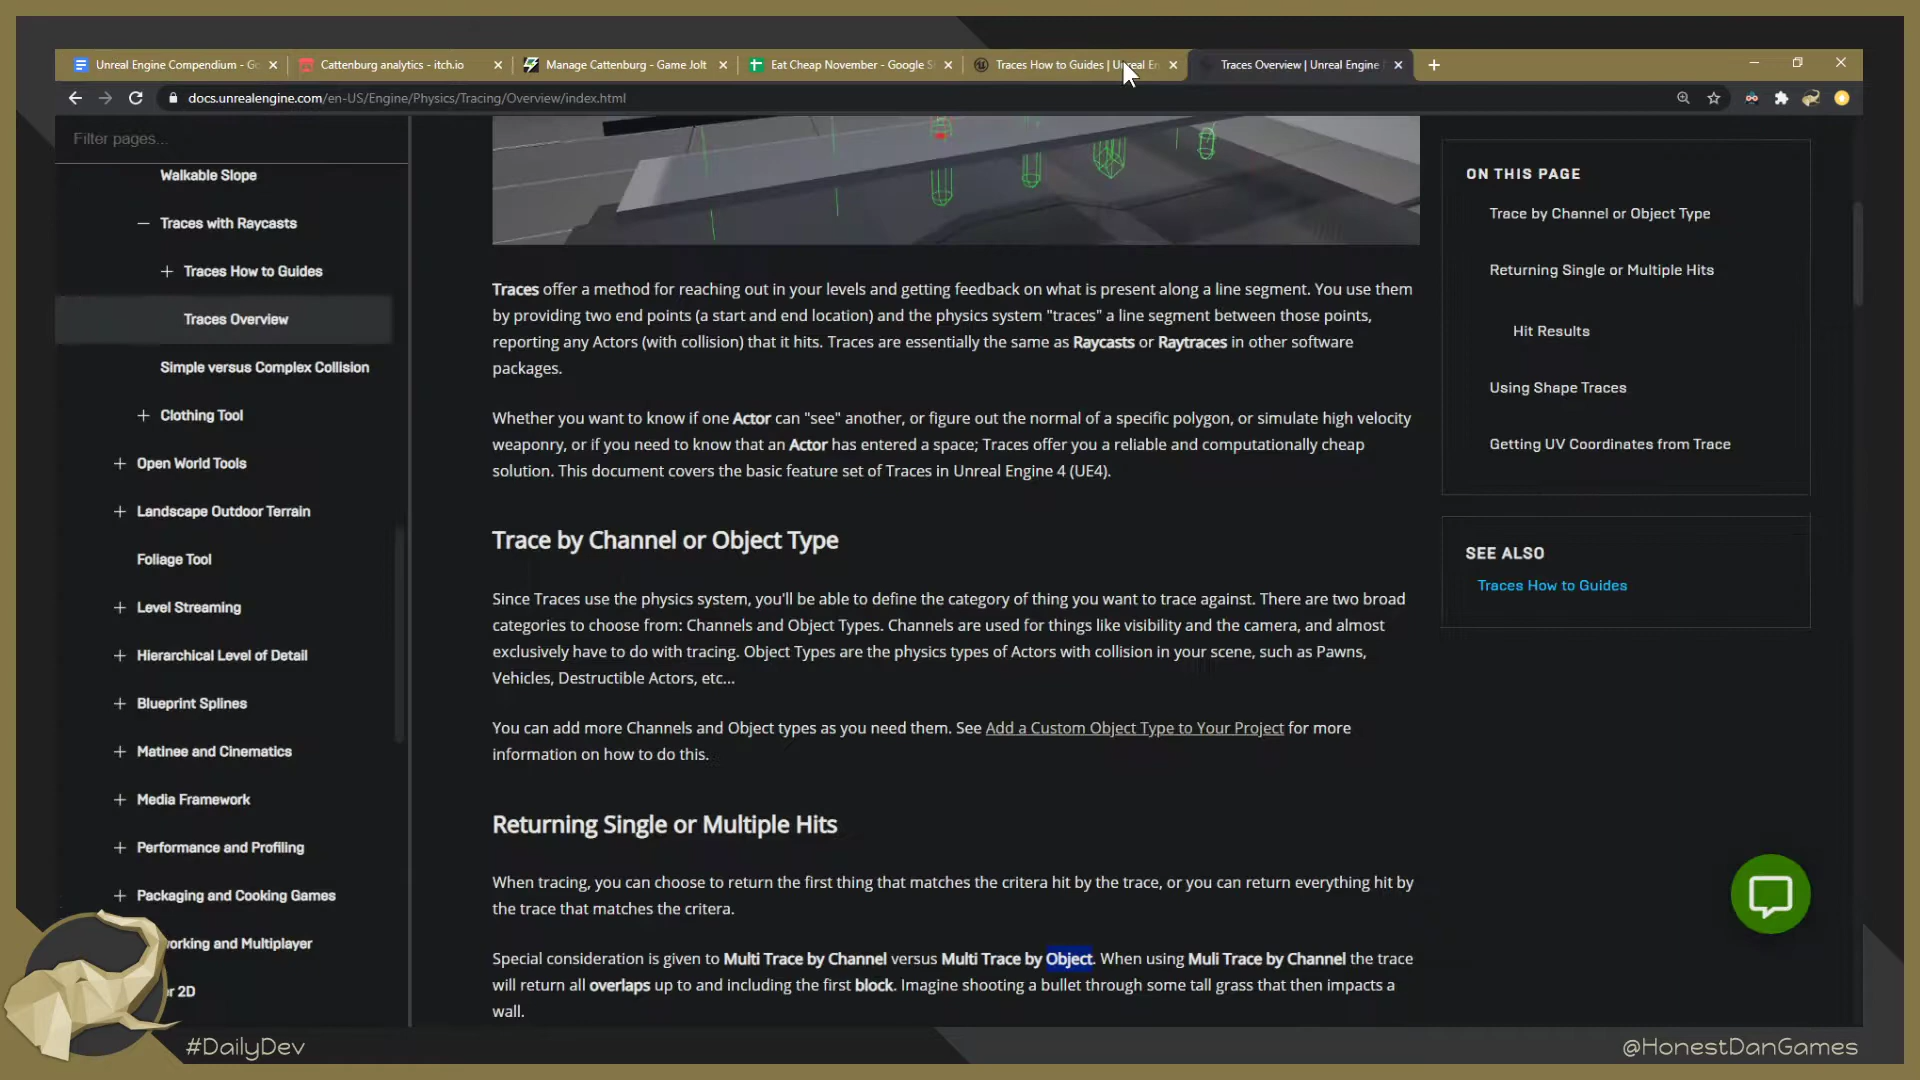 Unreal Engine Compendium - Go
Cattenburg analytics - itch.io
Manage Cattenburg - Game Jolt
Eat Cheap November - Google S
Traces How to Guides | Unreal En
Traces Overview | Unreal Engine
docs.unrealengine.com/en-US/Engine/Physics/Tracing/Overview/index.html
Filter pages...
Walkable Slope
Traces with Raycasts
Traces How to Guides
Traces Overview
Simple versus Complex Collision
Clothing Tool
Open World Tools
Landscape Outdoor Terrain
Foliage Tool
Level Streaming
Hierarchical Level of Detail
Blueprint Splines
Matinee and Cinematics
Media Framework
Performance and Profiling
Packaging and Cooking Games
working and Multiplayer
r 2D
Traces offer a method for reaching out in your levels and getting feedback on what is present along a line segment. You use them
by providing two end points (a start and end location) and the physics system "traces" a line segment between those points,
reporting any Actors (with collision) that it hits. Traces are essentially the same as Raycasts or Raytraces in other software
packages.
Whether you want to know if one Actor can "see" another, or figure out the normal of a specific polygon, or simulate high velocity
weaponry, or if you need to know that an Actor has entered a space; Traces offer you a reliable and computationally cheap
solution. This document covers the basic feature set of Traces in Unreal Engine 4 (UE4).
Trace by Channel or Object Type
Since Traces use the physics system, you'll be able to define the category of thing you want to trace against. There are two broad
categories to choose from: Channels and Object Types. Channels are used for things like visibility and the camera, and almost
exclusively have to do with tracing. Object Types are the physics types of Actors with collision in your scene, such as Pawns,
Vehicles, Destructible Actors, etc...
You can add more Channels and Object types as you need them. See Add a Custom Object Type to Your Project for more
information on how to do this.
Returning Single or Multiple Hits
When tracing, you can choose to return the first thing that matches the critera hit by the trace, or you can return everything hit by
the trace that matches the critera.
Special consideration is given to Multi Trace by Channel versus Multi Trace by Object. When using Muli Trace by Channel the trace
will return all overlaps up to and including the first block. Imagine shooting a bullet through some tall grass that then impacts a
wall.
ON THIS PAGE
Trace by Channel or Object Type
Returning Single or Multiple Hits
Hit Results
Using Shape Traces
Getting UV Coordinates from Trace
SEE ALSO
Traces How to Guides
#DailyDev
@HonestDanGames